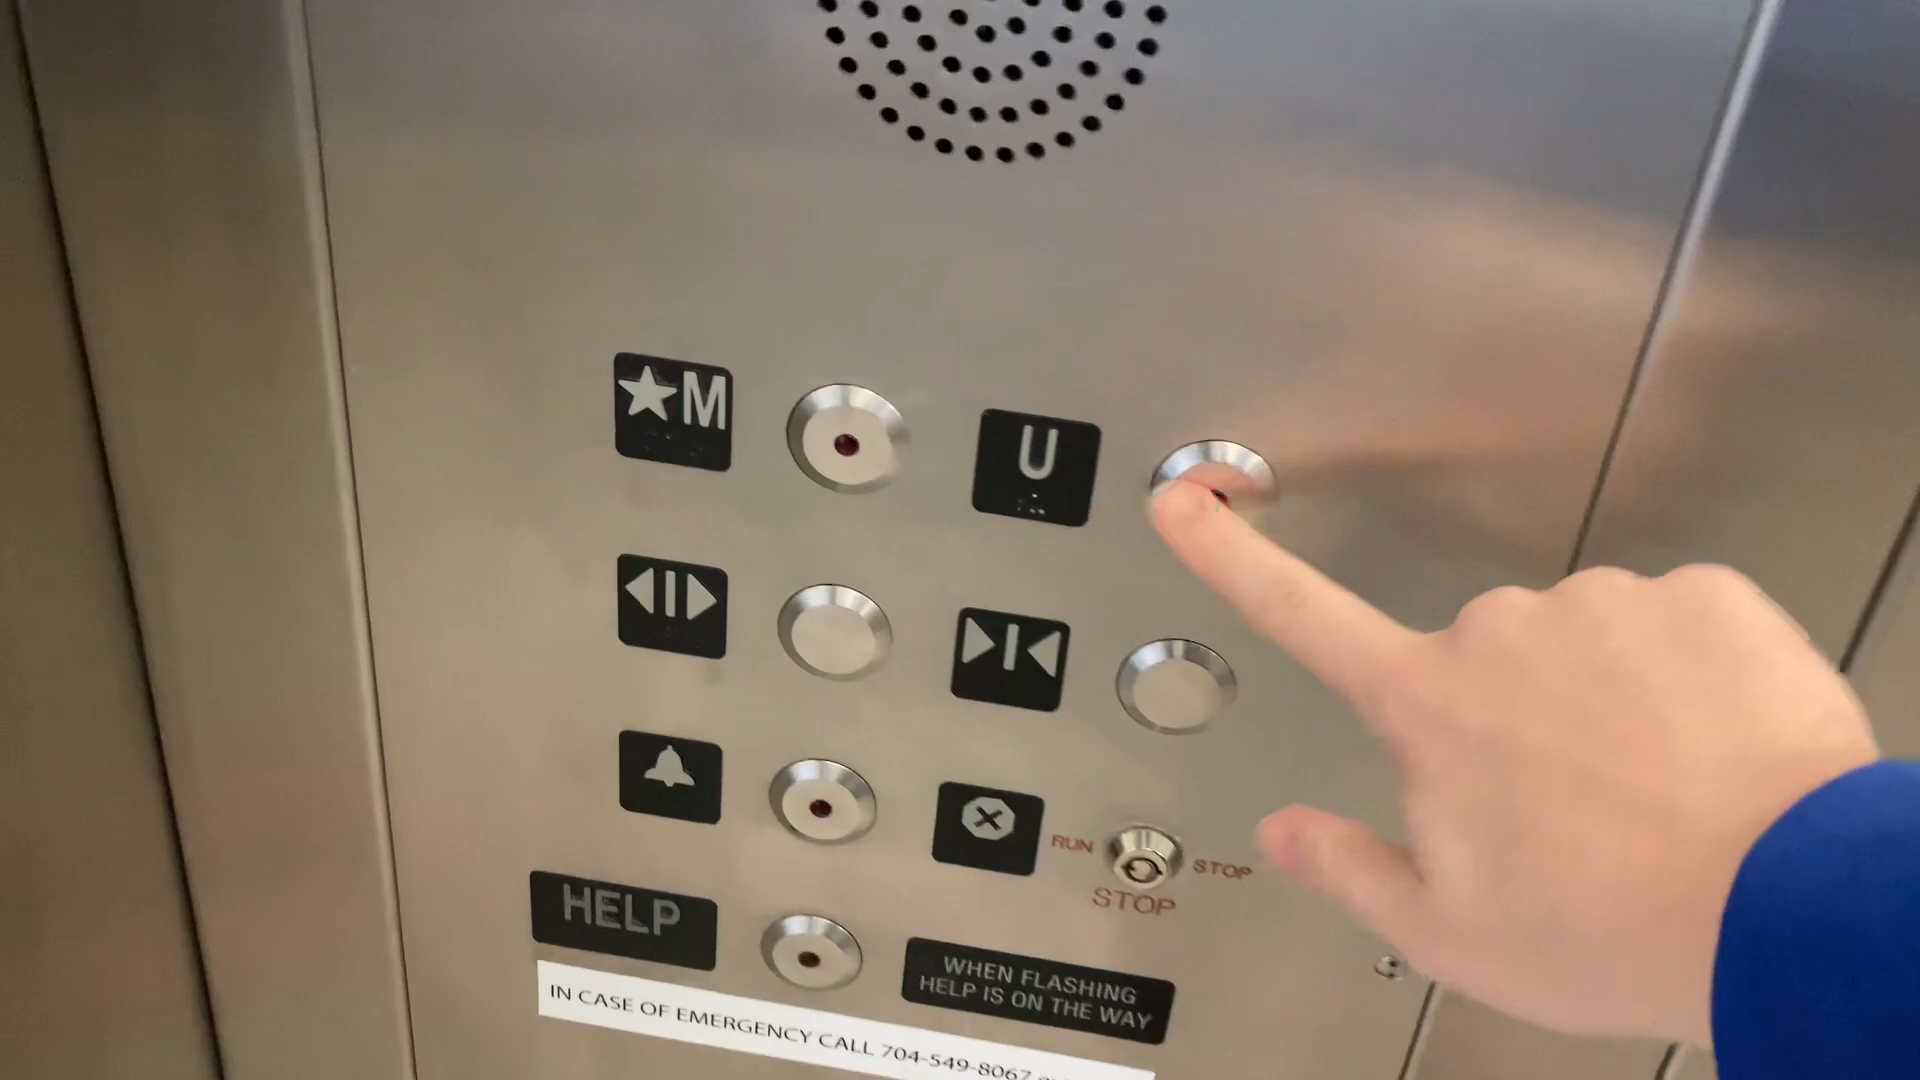 ★M
U
RUN
STOP
STOP
HELP
WHEN FLASHING
HELP IS ON THE WAY
IN CASE OF EMERGENCY CALL 704-549-8067